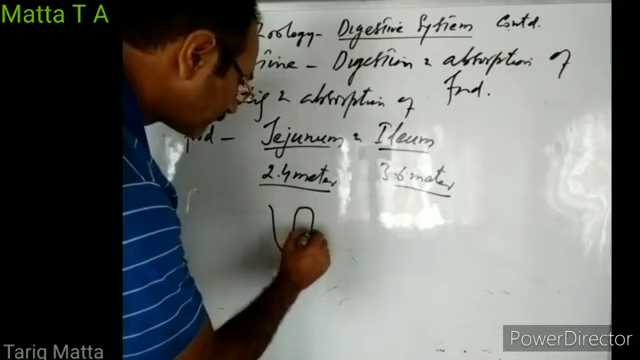 Matta T A
Zoology - Digestive System Contd.
tine - Digestion & absorption of
Food.
& absorption of
Jejunum & Ileum
2.4 meter 3.6 meter
Tariq Matta
PowerDirector